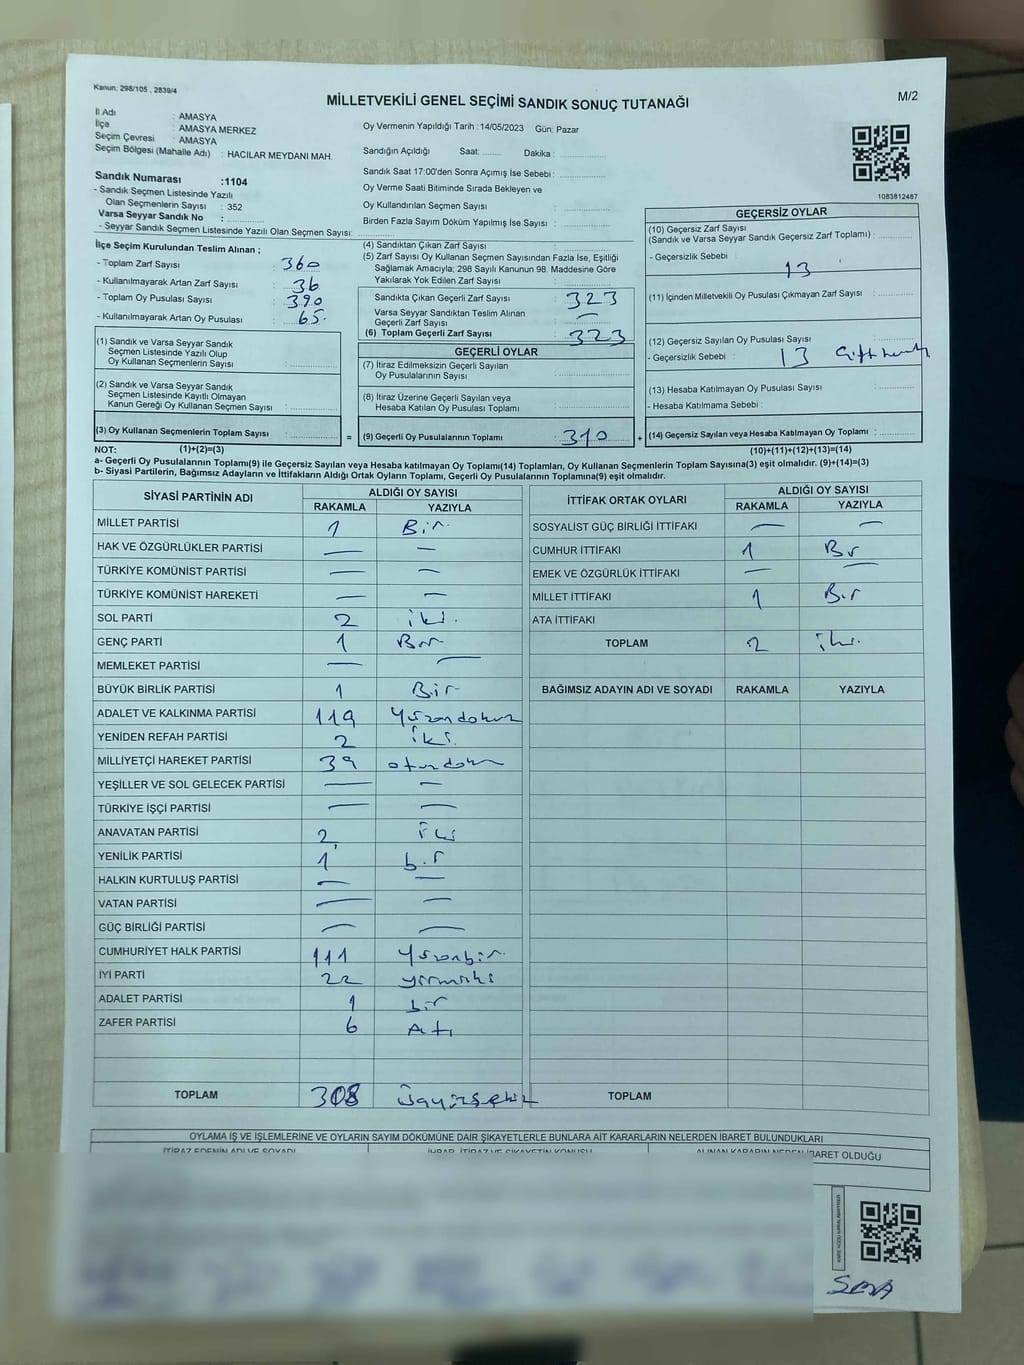 Kanun; 298/105 , 2839/4
M/2
MİLLETVEKİLİ GENEL SEÇİMİ SANDIK SONUÇ TUTANAĞI
İl Adı : AMASYA
İlçe : AMASYA MERKEZ
Seçim Çevresi : AMASYA
Seçim Bölgesi (Mahalle Adı) : HACILAR MEYDANI MAH.
Sandık Numarası :1104
- Sandık Seçmen Listesinde Yazılı
Olan Seçmenlerin Sayısı : 352
Varsa Seyyar Sandık No :
- Seyyar Sandık Seçmen Listesinde Yazılı Olan Seçmen Sayısı:
Oy Vermenin Yapıldığı Tarih :14/05/2023 Gün: Pazar
Sandığın Açıldığı Saat: Dakika :
Sandık Saat 17:00'den Sonra Açımış İse Sebebi :
Oy Verme Saati Bitiminde Sırada Bekleyen ve
Oy Kullandırılan Seçmen Sayısı :
Birden Fazla Sayım Döküm Yapılmış İse Sayısı :
1083812487
İlçe Seçim Kurulundan Teslim Alınan ;
- Toplam Zarf Sayısı : 360
- Kullanılmayarak Artan Zarf Sayısı : 36
- Toplam Oy Pusulası Sayısı : 390
- Kullanılmayarak Artan Oy Pusulası : 65
(1) Sandık ve Varsa Seyyar Sandık
Seçmen Listesinde Yazılı Olup
Oy Kullanan Seçmenlerin Sayısı :
(2) Sandık ve Varsa Seyyar Sandık
Seçmen Listesinde Kayıtlı Olmayan
Kanun Gereği Oy Kullanan Seçmen Sayısı :
(3) Oy Kullanan Seçmenlerin Toplam Sayısı :
=
(4) Sandıktan Çıkan Zarf Sayısı :
(5) Zarf Sayısı Oy Kullanan Seçmen Sayısından Fazla İse, Eşitliği
Sağlamak Amacıyla; 298 Sayılı Kanunun 98. Maddesine Göre
Yakılarak Yok Edilen Zarf Sayısı :
Sandıkta Çıkan Geçerli Zarf Sayısı : 323
Varsa Seyyar Sandıktan Teslim Alınan
Geçerli Zarf Sayısı : —
(6) Toplam Geçerli Zarf Sayısı : 323
GEÇERLİ OYLAR
(7) İtiraz Edilmeksizin Geçerli Sayılan
Oy Pusulalarının Sayısı :
(8) İtiraz Üzerine Geçerli Sayılan veya
Hesaba Katılan Oy Pusulası Toplamı :
(9) Geçerli Oy Pusulalarının Toplamı : 310
+
GEÇERSİZ OYLAR
(10) Geçersiz Zarf Sayısı
(Sandık ve Varsa Seyyar Sandık Geçersiz Zarf Toplamı) :
- Geçersizlik Sebebi :
13
(11) İçinden Milletvekili Oy Pusulası Çıkmayan Zarf Sayısı :
(12) Geçersiz Sayılan Oy Pusulası Sayısı :
- Geçersizlik Sebebi : 13
(13) Hesaba Katılmayan Oy Pusulası Sayısı :
- Hesaba Katılmama Sebebi :
(14) Geçersiz Sayılan veya Hesaba Katılmayan Oy Toplamı :
NOT: (1)+(2)=(3) (10)+(11)+(12)+(13)=(14)
a- Geçerli Oy Pusulalarının Toplamı(9) ile Geçersiz Sayılan veya Hesaba katılmayan Oy Toplamı(14) Toplamları, Oy Kullanan Seçmenlerin Toplam Sayısına(3) eşit olmalıdır. (9)+(14)=(3)
b- Siyasi Partilerin, Bağımsız Adayların ve İttifakların Aldığı Ortak Oyların Toplamı, Geçerli Oy Pusulalarının Toplamına(9) eşit olmalıdır.
SİYASİ PARTİNİN ADI ALDIĞI OY SAYISI
RAKAMLA YAZIYLA
MİLLET PARTİSİ 1 Bir
HAK VE ÖZGÜRLÜKLER PARTİSİ — —
TÜRKİYE KOMÜNİST PARTİSİ — —
TÜRKİYE KOMÜNİST HAREKETİ — —
SOL PARTİ 2 iki.
GENÇ PARTİ 1 Bir
MEMLEKET PARTİSİ — —
BÜYÜK BİRLİK PARTİSİ 1 Bir
ADALET VE KALKINMA PARTİSİ 119 Yüzondokuz
YENİDEN REFAH PARTİSİ 2 iki.
MİLLİYETÇİ HAREKET PARTİSİ 39 otuzdoku
YEŞİLLER VE SOL GELECEK PARTİSİ — —
TÜRKİYE İŞÇİ PARTİSİ — —
ANAVATAN PARTİSİ 2 İki
YENİLİK PARTİSİ 1 bir
HALKIN KURTULUŞ PARTİSİ — —
VATAN PARTİSİ — —
GÜÇ BİRLİĞİ PARTİSİ — —
CUMHURİYET HALK PARTİSİ 111 Yüzonbir.
İYİ PARTİ 22 yirmiiki
ADALET PARTİSİ 1 bir
ZAFER PARTİSİ 6 Altı
TOPLAM 308 Üçyüzsekiz
İTTİFAK ORTAK OYLARI ALDIĞI OY SAYISI
RAKAMLA YAZIYLA
SOSYALİST GÜÇ BİRLİĞİ İTTİFAKI — —
CUMHUR İTTİFAKI 1 Bir
EMEK VE ÖZGÜRLÜK İTTİFAKI — —
MİLLET İTTİFAKI 1 Bir
ATA İTTİFAKI
TOPLAM 2 iki.
BAĞIMSIZ ADAYIN ADI VE SOYADI RAKAMLA YAZIYLA
TOPLAM
OYLAMA İŞ VE İŞLEMLERİNE VE OYLARIN SAYIM DÖKÜMÜNE DAİR ŞİKAYETLERLE BUNLARA AİT KARARLARIN NELERDEN İBARET BULUNDUKLARI
İTİRAZ EDENİN ADI VE SOYADI İHBAR, İTİRAZ VE ŞİKAYETİN KONUSU ALINAN KARARIN NEDEN İBARET OLDUĞU